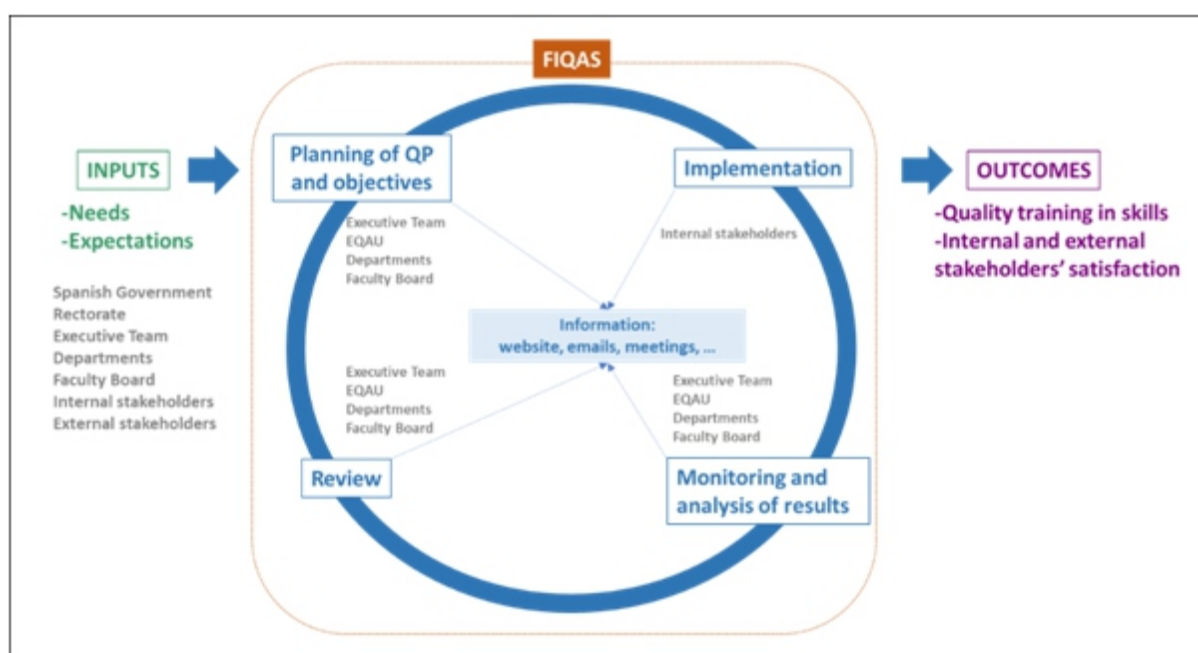 FIQAS
INPUTS
-Needs
-Expectations
Spanish Government
Rectorate
Executive Team
Departments
Faculty Board
Internal stakeholders
External stakeholders
Planning of QP
and objectives
Executive Team
EQAU
Departments
Faculty Board
Implementation
Internal stakeholders
Information:
website, emails, meetings, ...
Executive Team
EQAU
Departments
Faculty Board
Review
Executive Team
EQAU
Departments
Faculty Board
Monitoring and
analysis of results
OUTCOMES
-Quality training in skills
-Internal and external
stakeholders’ satisfaction